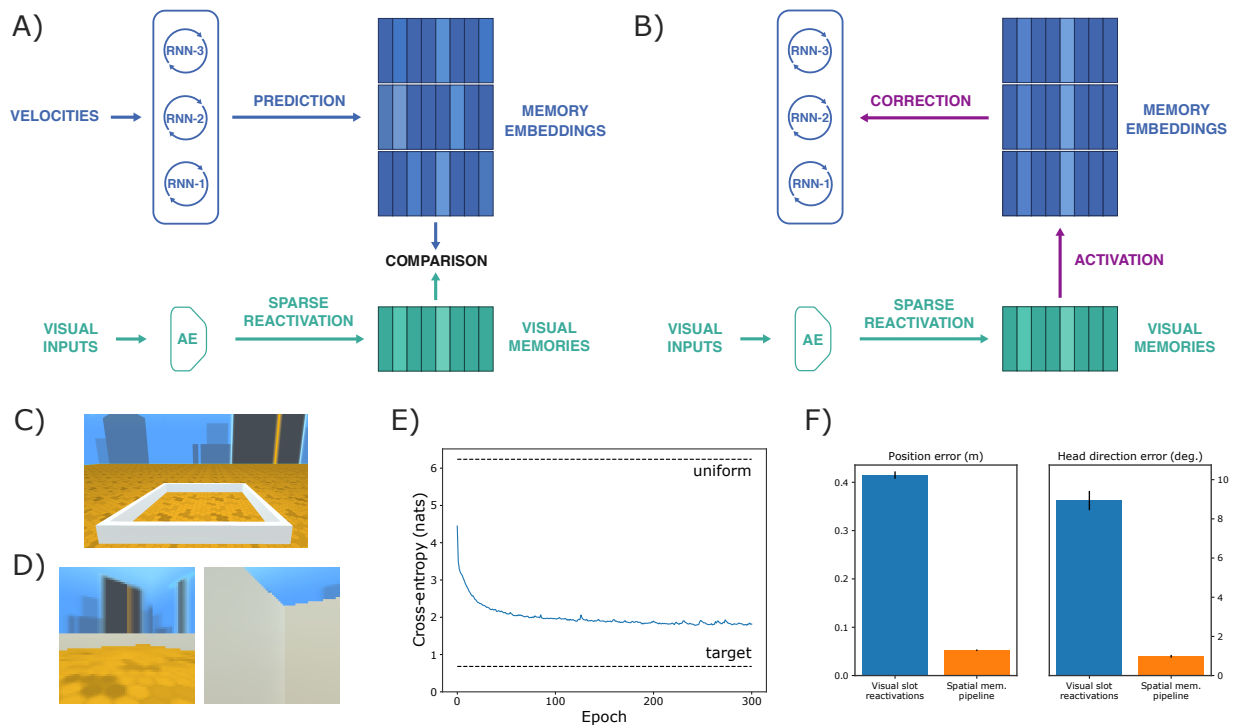 A)
RNN-3
RNN-2
RNN-1
VELOCITIES
PREDICTION
MEMORY
EMBEDDINGS
COMPARISON
VISUAL
INPUTS
AE
SPARSE
REACTIVATION
VISUAL
MEMORIES
B)
RNN-3
RNN-2
RNN-1
CORRECTION
MEMORY
EMBEDDINGS
ACTIVATION
VISUAL
INPUTS
AE
SPARSE
REACTIVATION
VISUAL
MEMORIES
C)
D)
E)
Cross-entropy (nats)
6
5
4
3
2
1
0
uniform
target
0
100
200
300
Epoch
F)
Position error (m)
0.4
0.3
0.2
0.1
0.0
Visual slot
reactivations
Spatial mem.
pipeline
Head direction error (deg.)
10
8
6
4
2
0
Visual slot
reactivations
Spatial mem.
pipeline